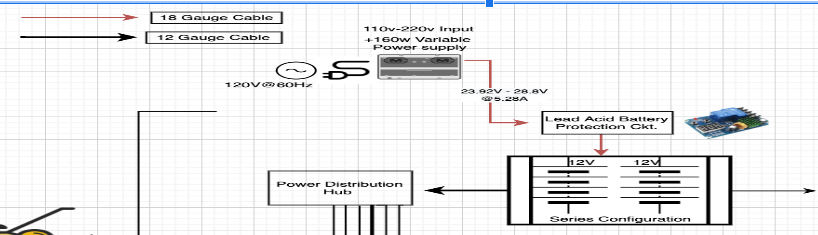 18 Gauge Cable
12 Gauge Cable
110v-220v Input
+160w Variable
Power supply
120V@60Hz
23.92V - 28.8V
@5.28A
Lead Acid Battery
Protection Ckt.
12V
12V
Power Distribution
Hub
Series Configuration